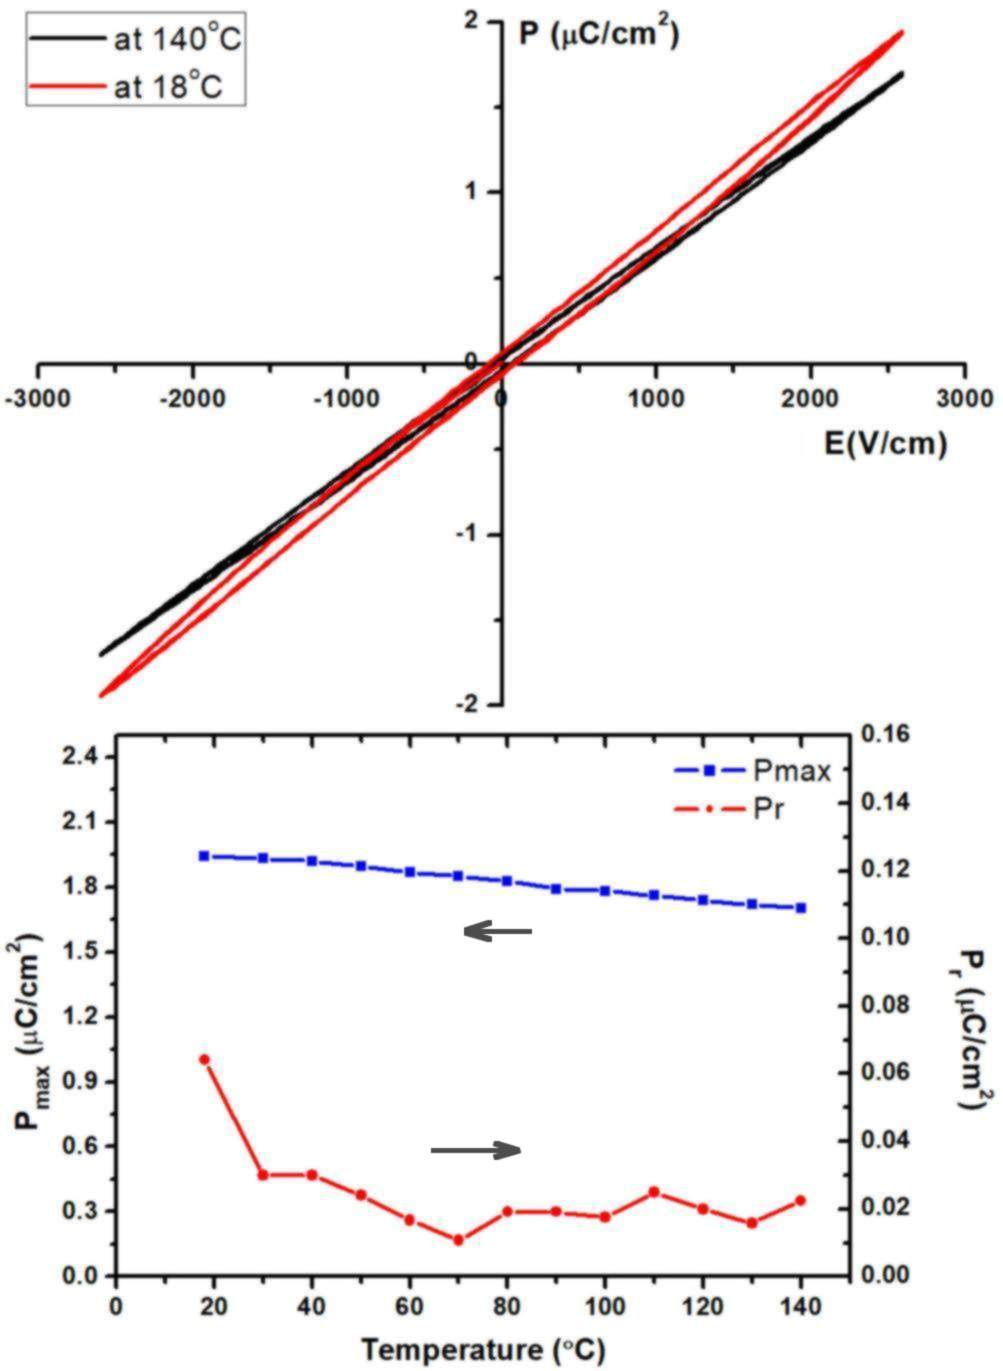 at 140°C
at 18°C
P (μC/cm²)
2
1
0
-3000 -2000 -1000 0 1000 2000 3000
E(V/cm)
-1
-2
Pmax
Pr
2.4
2.1
1.8
1.5
1.2
0.9
0.6
0.3
0.0
Pmax (μC/cm²)
0.16
0.14
0.12
0.10
0.08
0.06
0.04
0.02
0.00
Pr (μC/cm²)
0 20 40 60 80 100 120 140
Temperature (°C)